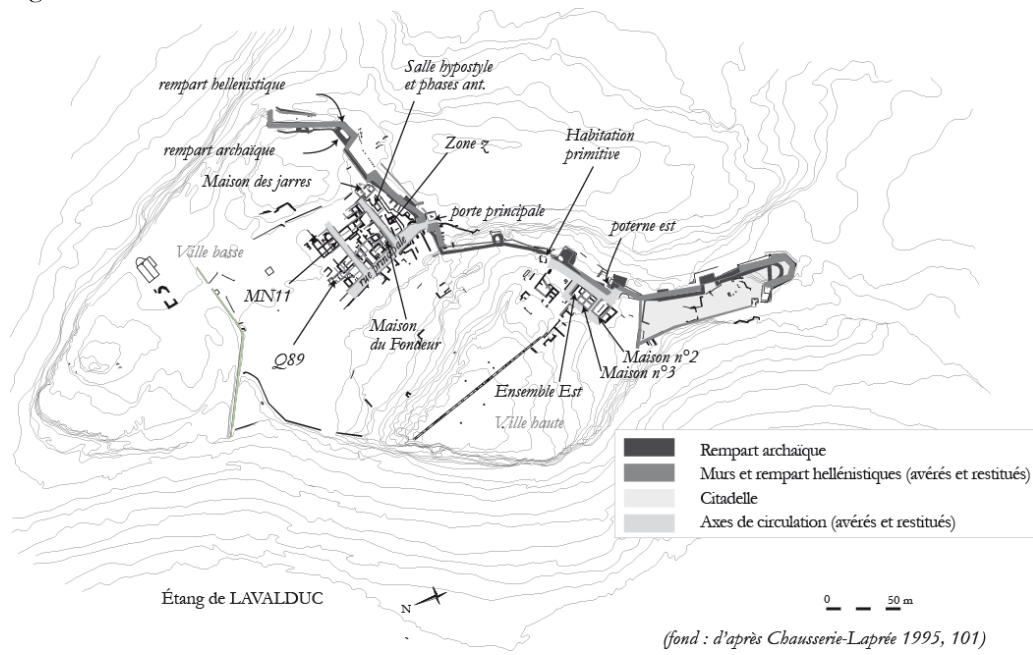 Salle hypostyle
et phases ant.
rempart hellenistique
Zone z
Habitation
primitive
rempart archaïque
Maison des jarres
porte principale
poterne est
Ville basse
rue principale
MN11
Maison
du Fondeur
Q89
Maison n°2
Maison n°3
Ensemble Est
Ville haute
Rempart archaïque
Murs et rempart hellénistiques (avérés et restitués)
Citadelle
Axes de circulation (avérés et restitués)
Étang de LAVALDUC
N
0 50 m
(fond : d'après Chausserie-Laprée 1995, 101)